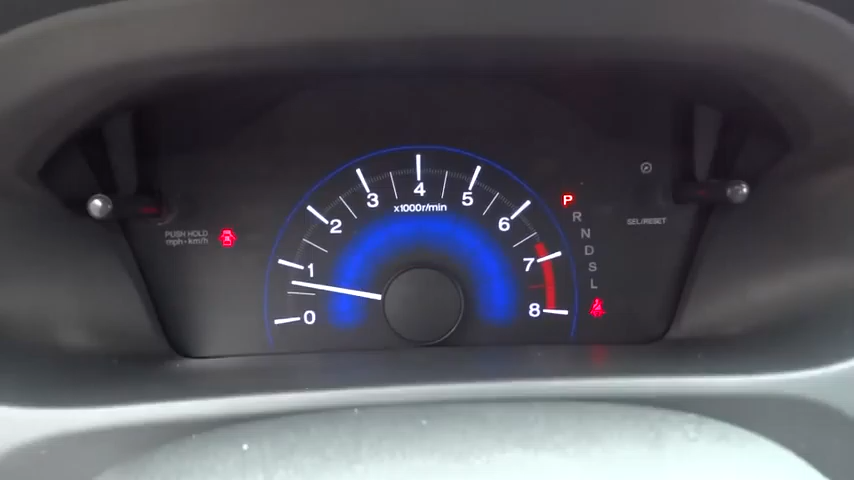 4
3
5
x1000r/min
2
6
P
R
N
D
S
L
PUSH HOLD
mph•km/h
SEL/RESET
1
7
0
8